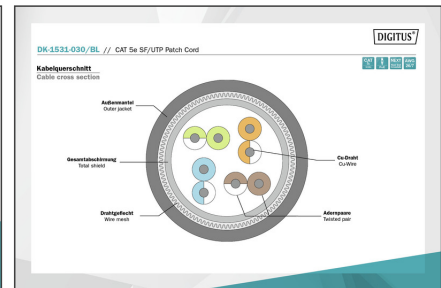 DIGITUS®
DK-1531-030/BL // CAT 5e SF/UTP Patch Cord
Kabelquerschnitt
Cable cross section
Außenmantel
Outer jacket
Gesamtabschirmung
Total shield
Drahtgeflecht
Wire mesh
Cu-Draht
Cu-Wire
Adernpaare
Twisted pair